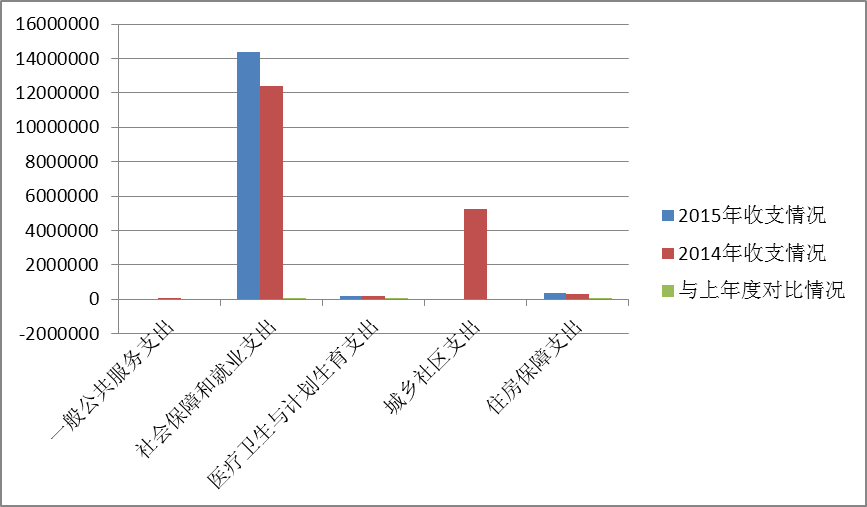 16000000
14000000
12000000
10000000
8000000
6000000
4000000
2000000
0
-2000000
一般公共服务支出
社会保障和就业支出
医疗卫生与计划生育支出
城乡社区支出
住房保障支出
2015年收支情况
2014年收支情况
与上年度对比情况